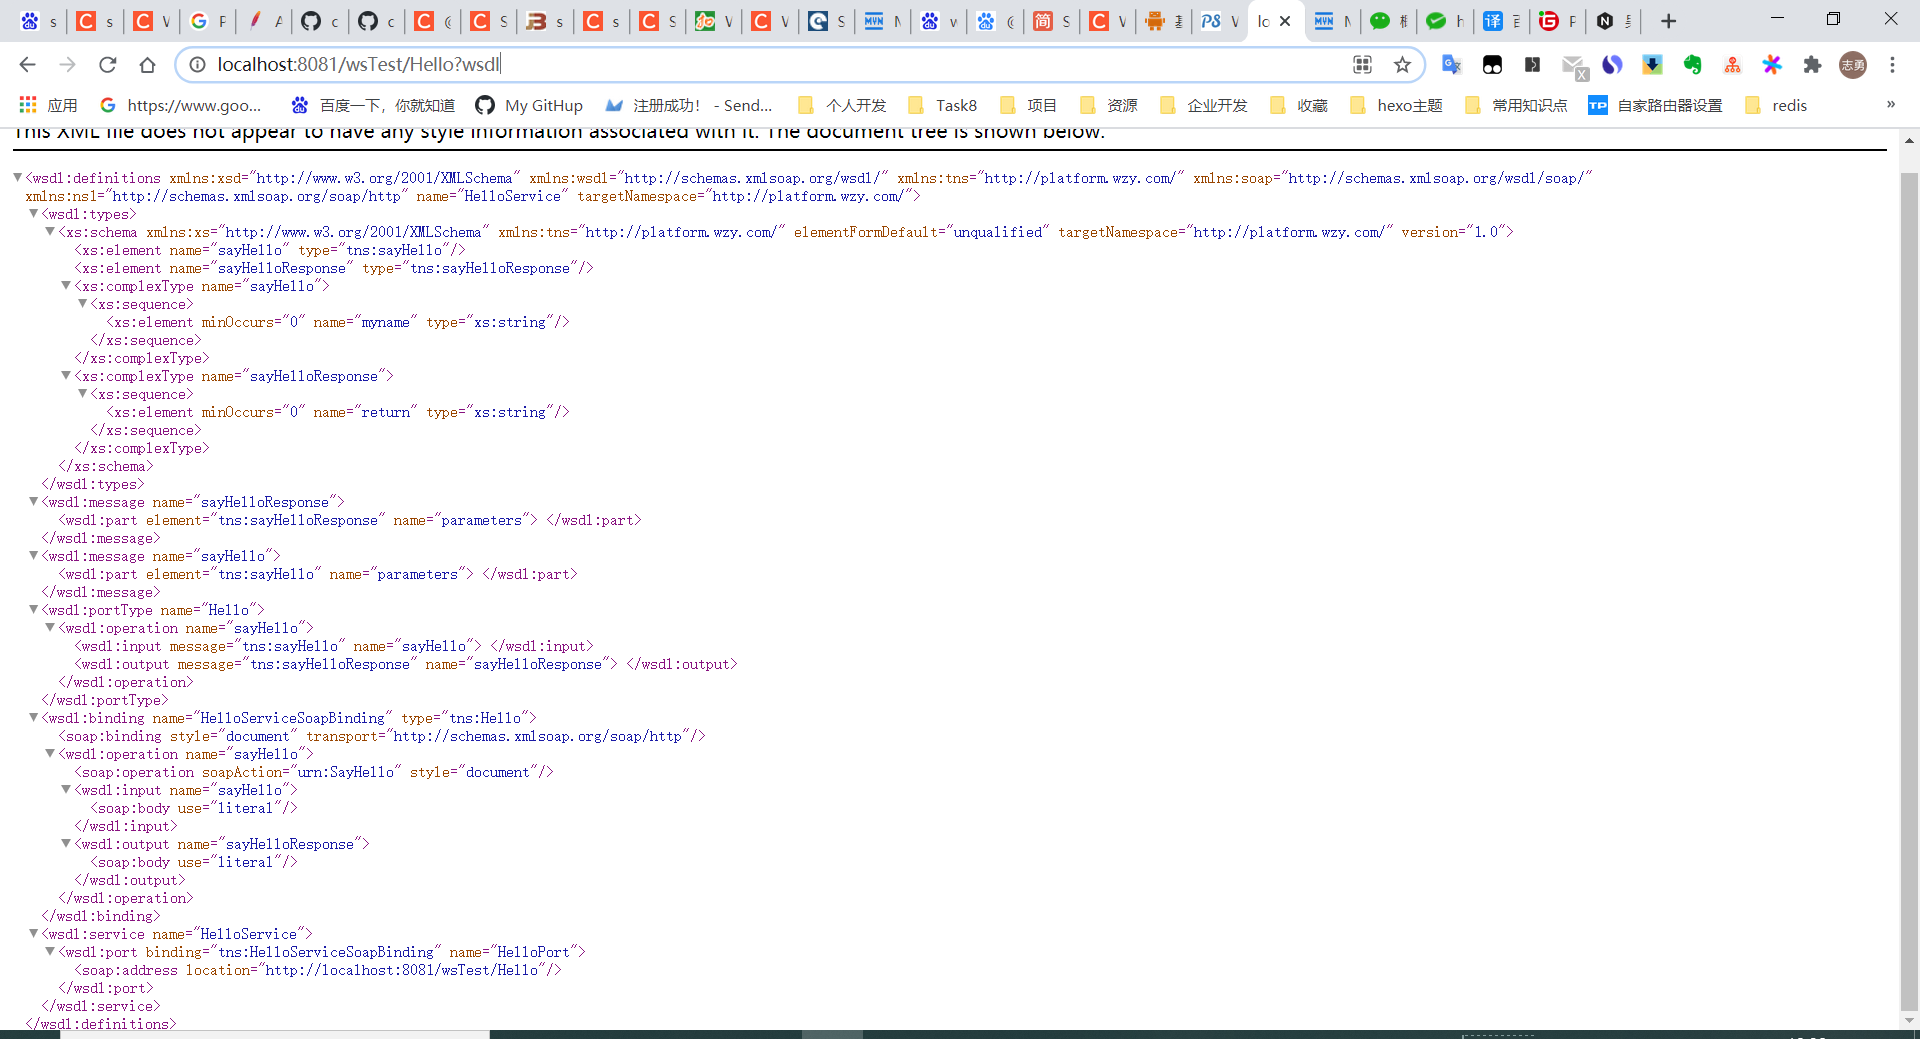 localhost:8081/wsTest/Hello?wsdl
志勇
应用 https://www.goo... 百度一下，你就知道 My GitHup 注册成功！ - Send... 个人开发 Task8 项目 资源 企业开发 收藏 hexo主题 常用知识点 自家路由器设置 redis »
This XML file does not appear to have any style information associated with it. The document tree is shown below.
<wsdl:definitions xmlns:xsd="http://www.w3.org/2001/XMLSchema" xmlns:wsdl="http://schemas.xmlsoap.org/wsdl/" xmlns:tns="http://platform.wzy.com/" xmlns:soap="http://schemas.xmlsoap.org/wsdl/soap/"
xmlns:ns1="http://schemas.xmlsoap.org/soap/http" name="HelloService" targetNamespace="http://platform.wzy.com/">
<wsdl:types>
<xs:schema xmlns:xs="http://www.w3.org/2001/XMLSchema" xmlns:tns="http://platform.wzy.com/" elementFormDefault="unqualified" targetNamespace="http://platform.wzy.com/" version="1.0">
<xs:element name="sayHello" type="tns:sayHello"/>
<xs:element name="sayHelloResponse" type="tns:sayHelloResponse"/>
<xs:complexType name="sayHello">
<xs:sequence>
<xs:element minOccurs="0" name="myname" type="xs:string"/>
</xs:sequence>
</xs:complexType>
<xs:complexType name="sayHelloResponse">
<xs:sequence>
<xs:element minOccurs="0" name="return" type="xs:string"/>
</xs:sequence>
</xs:complexType>
</xs:schema>
</wsdl:types>
<wsdl:message name="sayHelloResponse">
<wsdl:part element="tns:sayHelloResponse" name="parameters"> </wsdl:part>
</wsdl:message>
<wsdl:message name="sayHello">
<wsdl:part element="tns:sayHello" name="parameters"> </wsdl:part>
</wsdl:message>
<wsdl:portType name="Hello">
<wsdl:operation name="sayHello">
<wsdl:input message="tns:sayHello" name="sayHello"> </wsdl:input>
<wsdl:output message="tns:sayHelloResponse" name="sayHelloResponse"> </wsdl:output>
</wsdl:operation>
</wsdl:portType>
<wsdl:binding name="HelloServiceSoapBinding" type="tns:Hello">
<soap:binding style="document" transport="http://schemas.xmlsoap.org/soap/http"/>
<wsdl:operation name="sayHello">
<soap:operation soapAction="urn:SayHello" style="document"/>
<wsdl:input name="sayHello">
<soap:body use="literal"/>
</wsdl:input>
<wsdl:output name="sayHelloResponse">
<soap:body use="literal"/>
</wsdl:output>
</wsdl:operation>
</wsdl:binding>
<wsdl:service name="HelloService">
<wsdl:port binding="tns:HelloServiceSoapBinding" name="HelloPort">
<soap:address location="http://localhost:8081/wsTest/Hello"/>
</wsdl:port>
</wsdl:service>
</wsdl:definitions>